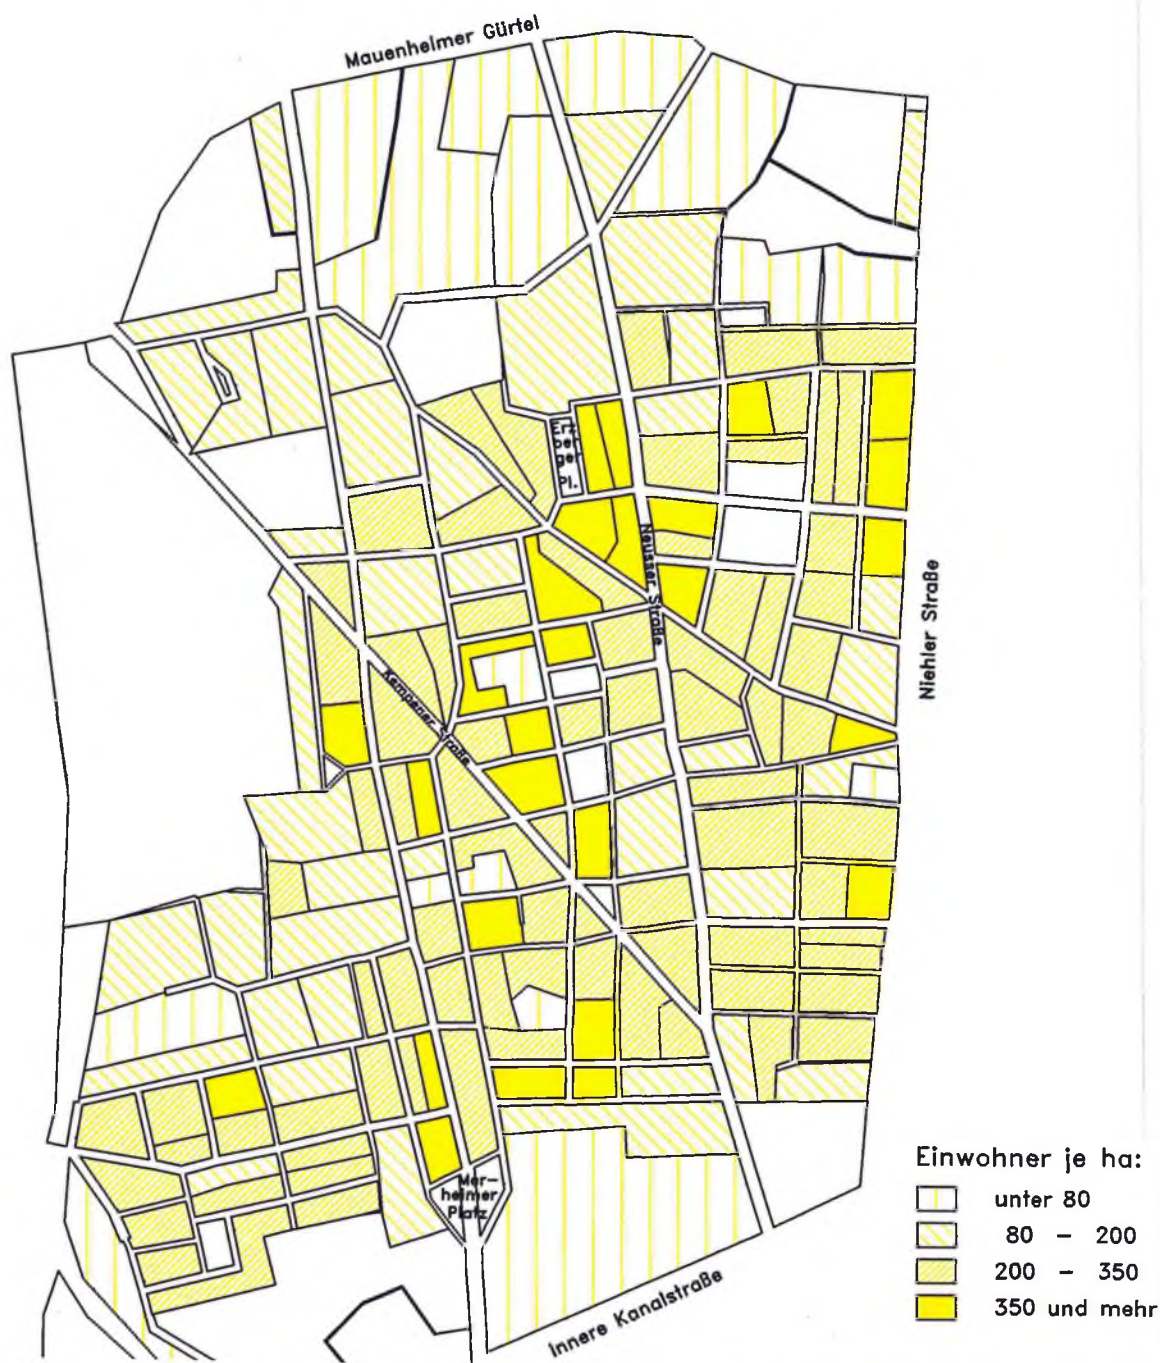 Mauenheimer Gürtel
Erz-
ber
ger
Pl.
Neusser Straße
Niehler Straße
Kempener Straße
Mer-
heimer
Platz
Innere Kanalstraße
Einwohner je ha:
unter 80
80 – 200
200 – 350
350 und mehr